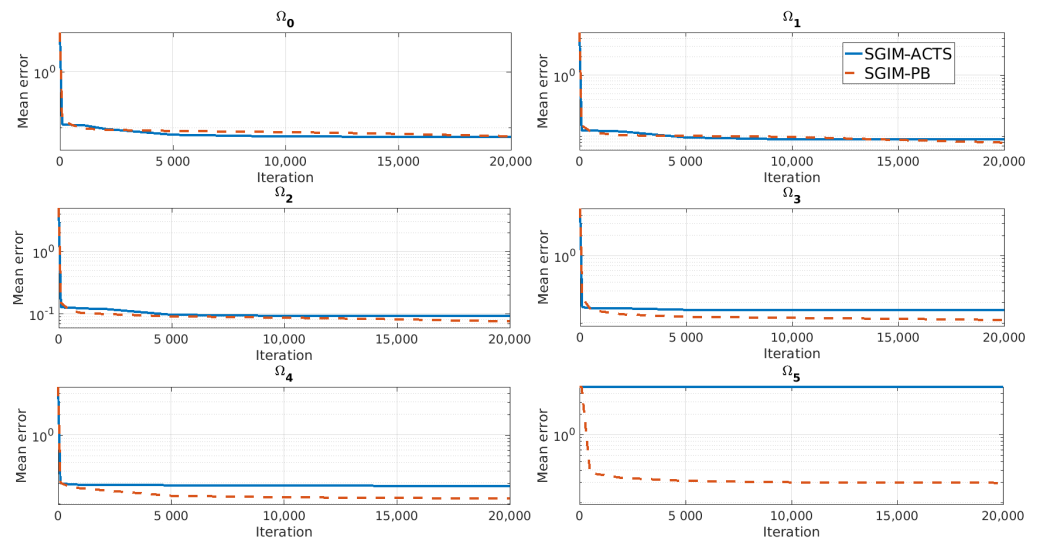 Ω0
Ω1
Mean error
10^0
0
5 000
10,000
15,000
20,000
Iteration
Mean error
10^0
SGIM-ACTS
SGIM-PB
0
5 000
10,000
15,000
20,000
Iteration
Ω2
Ω3
Mean error
10^0
10^-1
0
5 000
10,000
15,000
20,000
Iteration
Mean error
10^0
0
5 000
10,000
15,000
20,000
Iteration
Ω4
Ω5
Mean error
10^0
0
5 000
10,000
15,000
20,000
Iteration
Mean error
10^0
0
5 000
10,000
15,000
20,000
Iteration